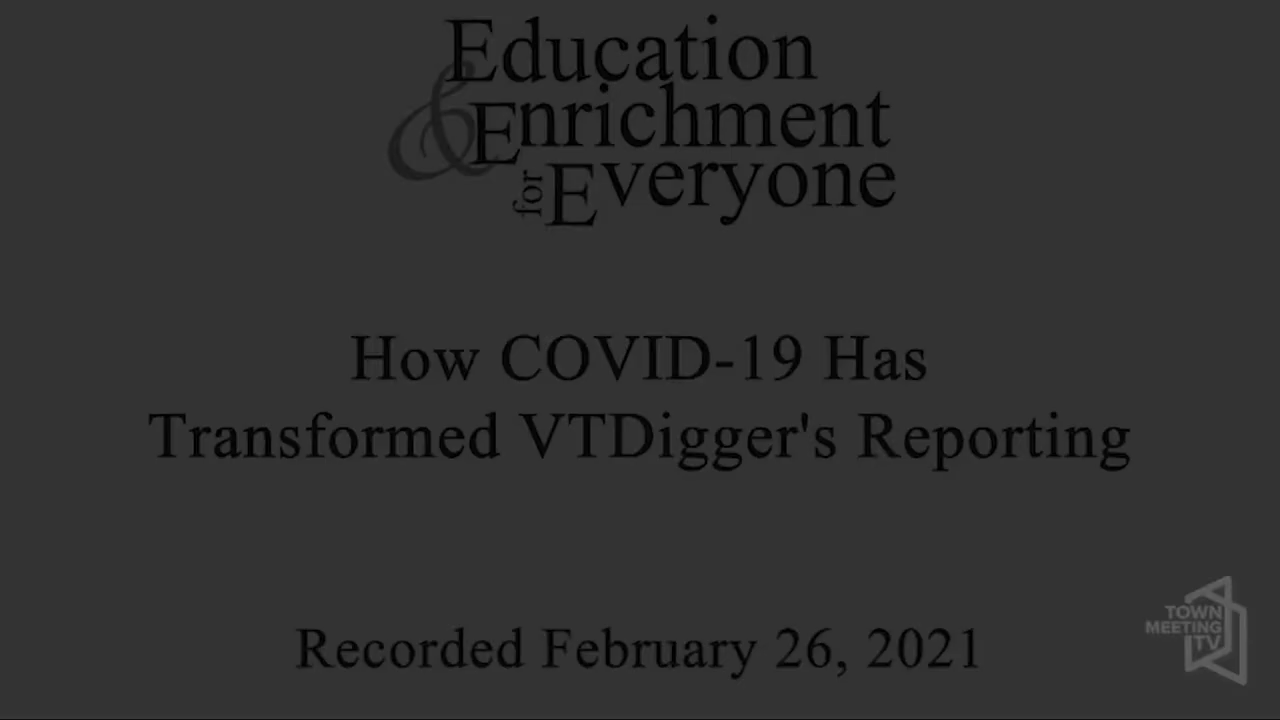 Education
& Enrichment
for Everyone
How COVID-19 Has
Transformed VTDigger's Reporting
Recorded February 26, 2021
TOWN
MEETING
TV